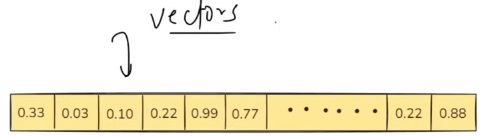 vectors
0.33 0.03 0.10 0.22 0.99 0.77 • • • • • • 0.22 0.88